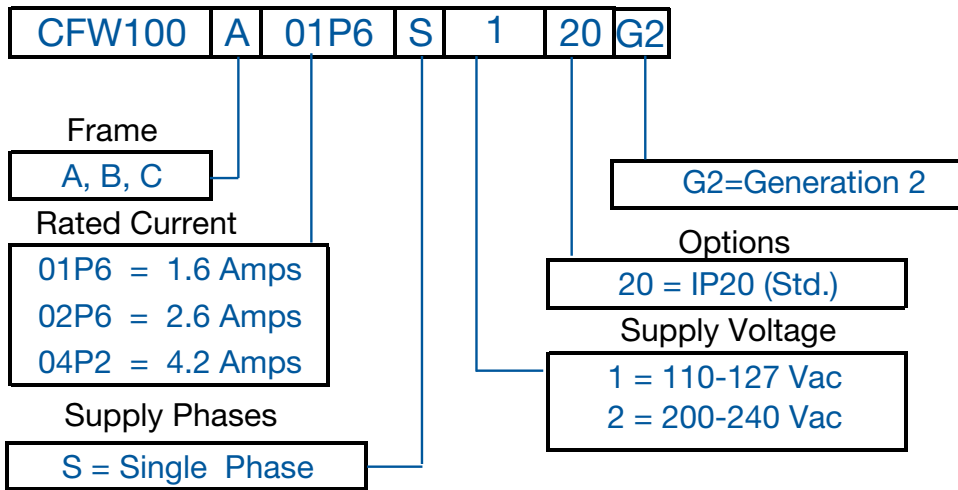 CFW100 A 01P6 S 1 20 G2
Frame
A, B, C
G2=Generation 2
Rated Current
01P6 = 1.6 Amps
02P6 = 2.6 Amps
04P2 = 4.2 Amps
Options
20 = IP20 (Std.)
Supply Voltage
1 = 110-127 Vac
2 = 200-240 Vac
Supply Phases
S = Single Phase